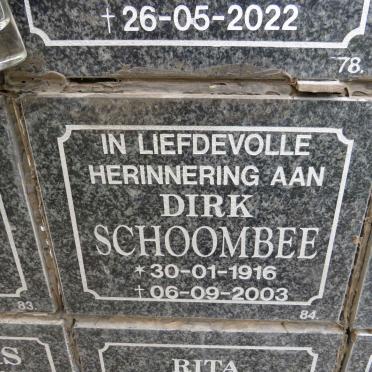 † 26-05-2022
78.
IN LIEFDEVOLLE
HERINNERING AAN
DIRK
SCHOOMBEE
* 30-01-1916
† 06-09-2003
83.
84.
RITA